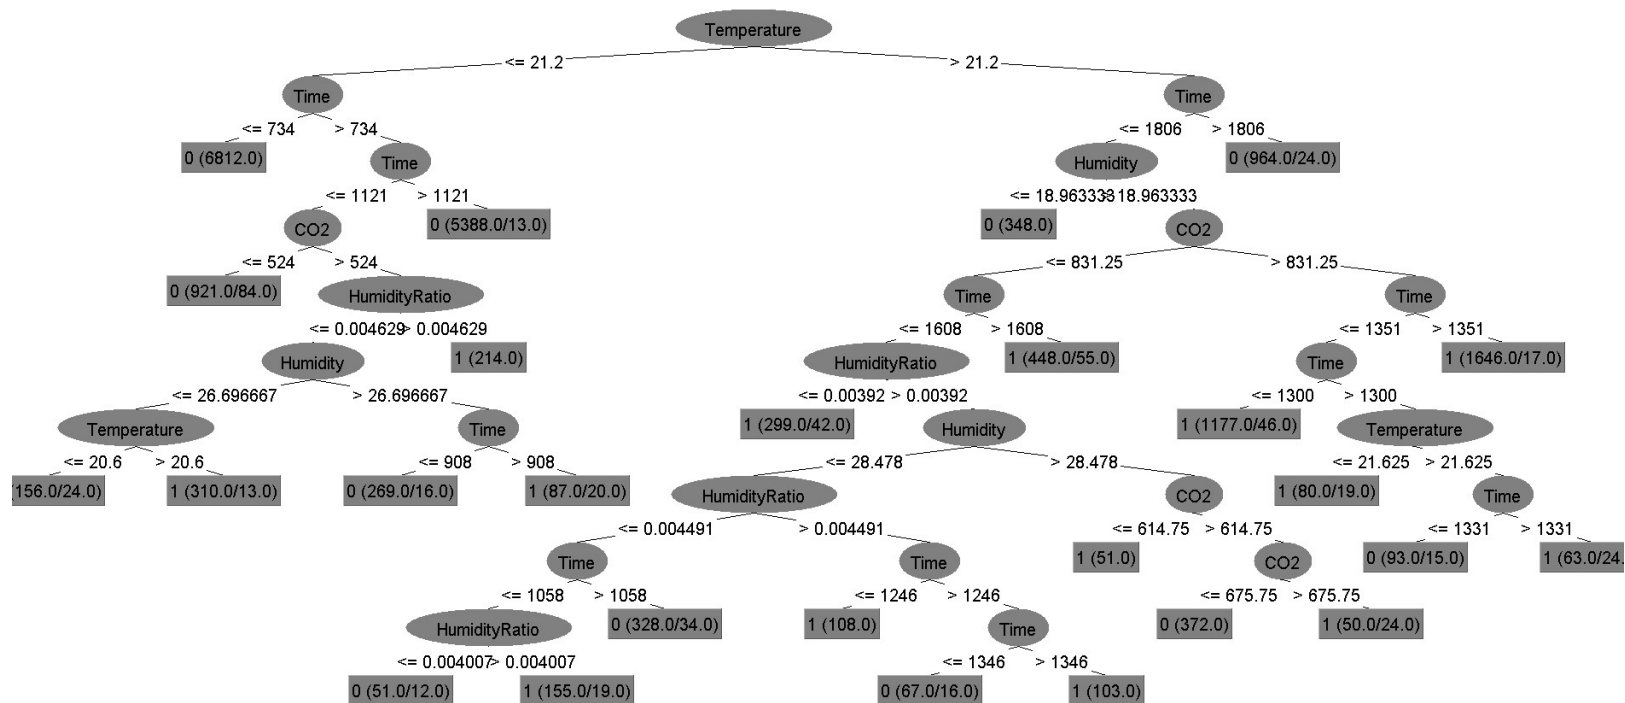 Temperature
<= 21.2 > 21.2
Time Time
<= 734 > 734 <= 1806 > 1806
0 (6812.0) Time Humidity 0 (964.0/24.0)
<= 1121 > 1121 <= 18.963333 > 18.963333
CO2 0 (5388.0/13.0) 0 (348.0) CO2
<= 524 > 524 <= 831.25 > 831.25
0 (921.0/84.0) HumidityRatio Time Time
<= 0.004629 > 0.004629 <= 1608 > 1608 <= 1351 > 1351
Humidity 1 (214.0) HumidityRatio 1 (448.0/55.0) Time 1 (1646.0/17.0)
<= 26.696667 > 26.696667 <= 0.00392 > 0.00392 <= 1300 > 1300
Temperature Time 1 (299.0/42.0) Humidity 1 (1177.0/46.0) Temperature
<= 20.6 > 20.6 <= 908 > 908 <= 28.478 > 28.478 <= 21.625 > 21.625
(156.0/24.0) 1 (310.0/13.0) 0 (269.0/16.0) 1 (87.0/20.0) HumidityRatio CO2 1 (80.0/19.0) Time
<= 0.004491 > 0.004491 <= 614.75 > 614.75 <= 1331 > 1331
Time Time 1 (51.0) CO2 0 (93.0/15.0) 1 (63.0/24.
<= 1058 > 1058 <= 1246 > 1246 <= 675.75 > 675.75
HumidityRatio 0 (328.0/34.0) 1 (108.0) Time 0 (372.0) 1 (50.0/24.0)
<= 0.004007 > 0.004007 <= 1346 > 1346
0 (51.0/12.0) 1 (155.0/19.0) 0 (67.0/16.0) 1 (103.0)